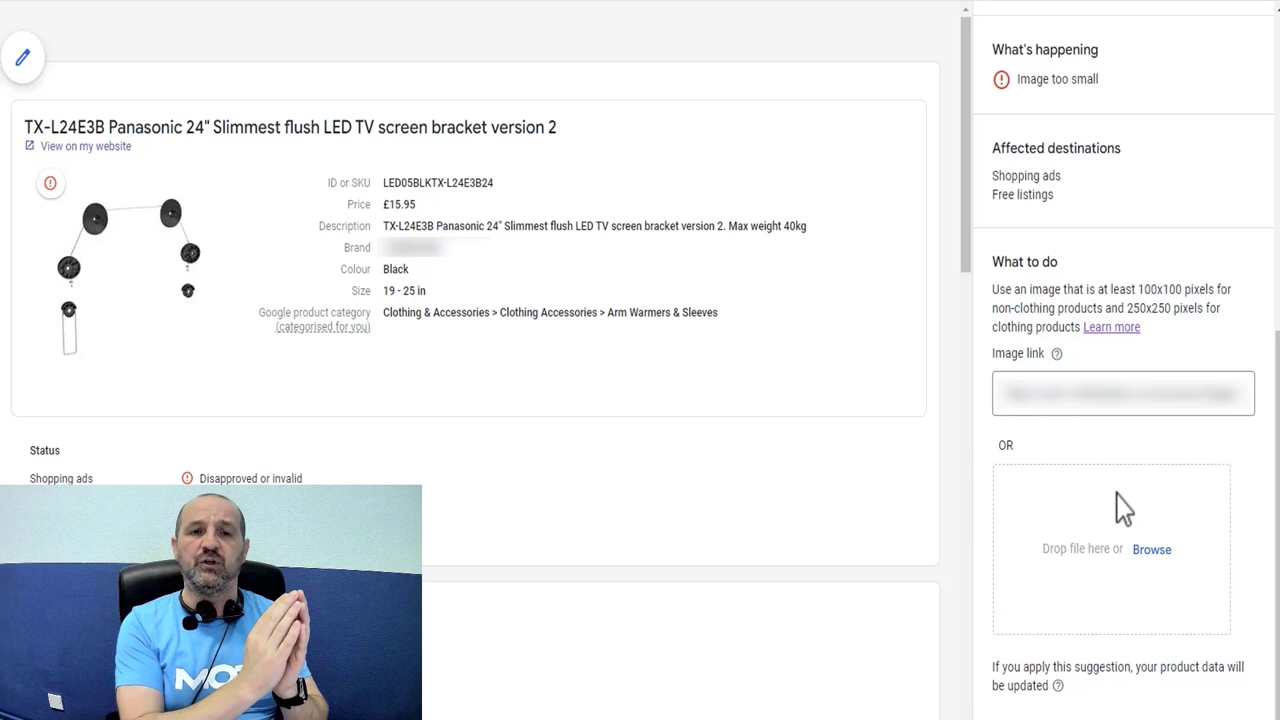 TX-L24E3B Panasonic 24" Slimmest flush LED TV screen bracket version 2
View on my website
ID or SKU LED05BLKTX-L24E3B24
Price £15.95
Description TX-L24E3B Panasonic 24" Slimmest flush LED TV screen bracket version 2. Max weight 40kg
Brand
Colour Black
Size 19 - 25 in
Google product category Clothing & Accessories > Clothing Accessories > Arm Warmers & Sleeves
(categorised for you)
Status
Shopping ads Disapproved or invalid
What's happening
Image too small
Affected destinations
Shopping ads
Free listings
What to do
Use an image that is at least 100x100 pixels for
non-clothing products and 250x250 pixels for
clothing products Learn more
Image link
OR
Drop file here or Browse
If you apply this suggestion, your product data will
be updated